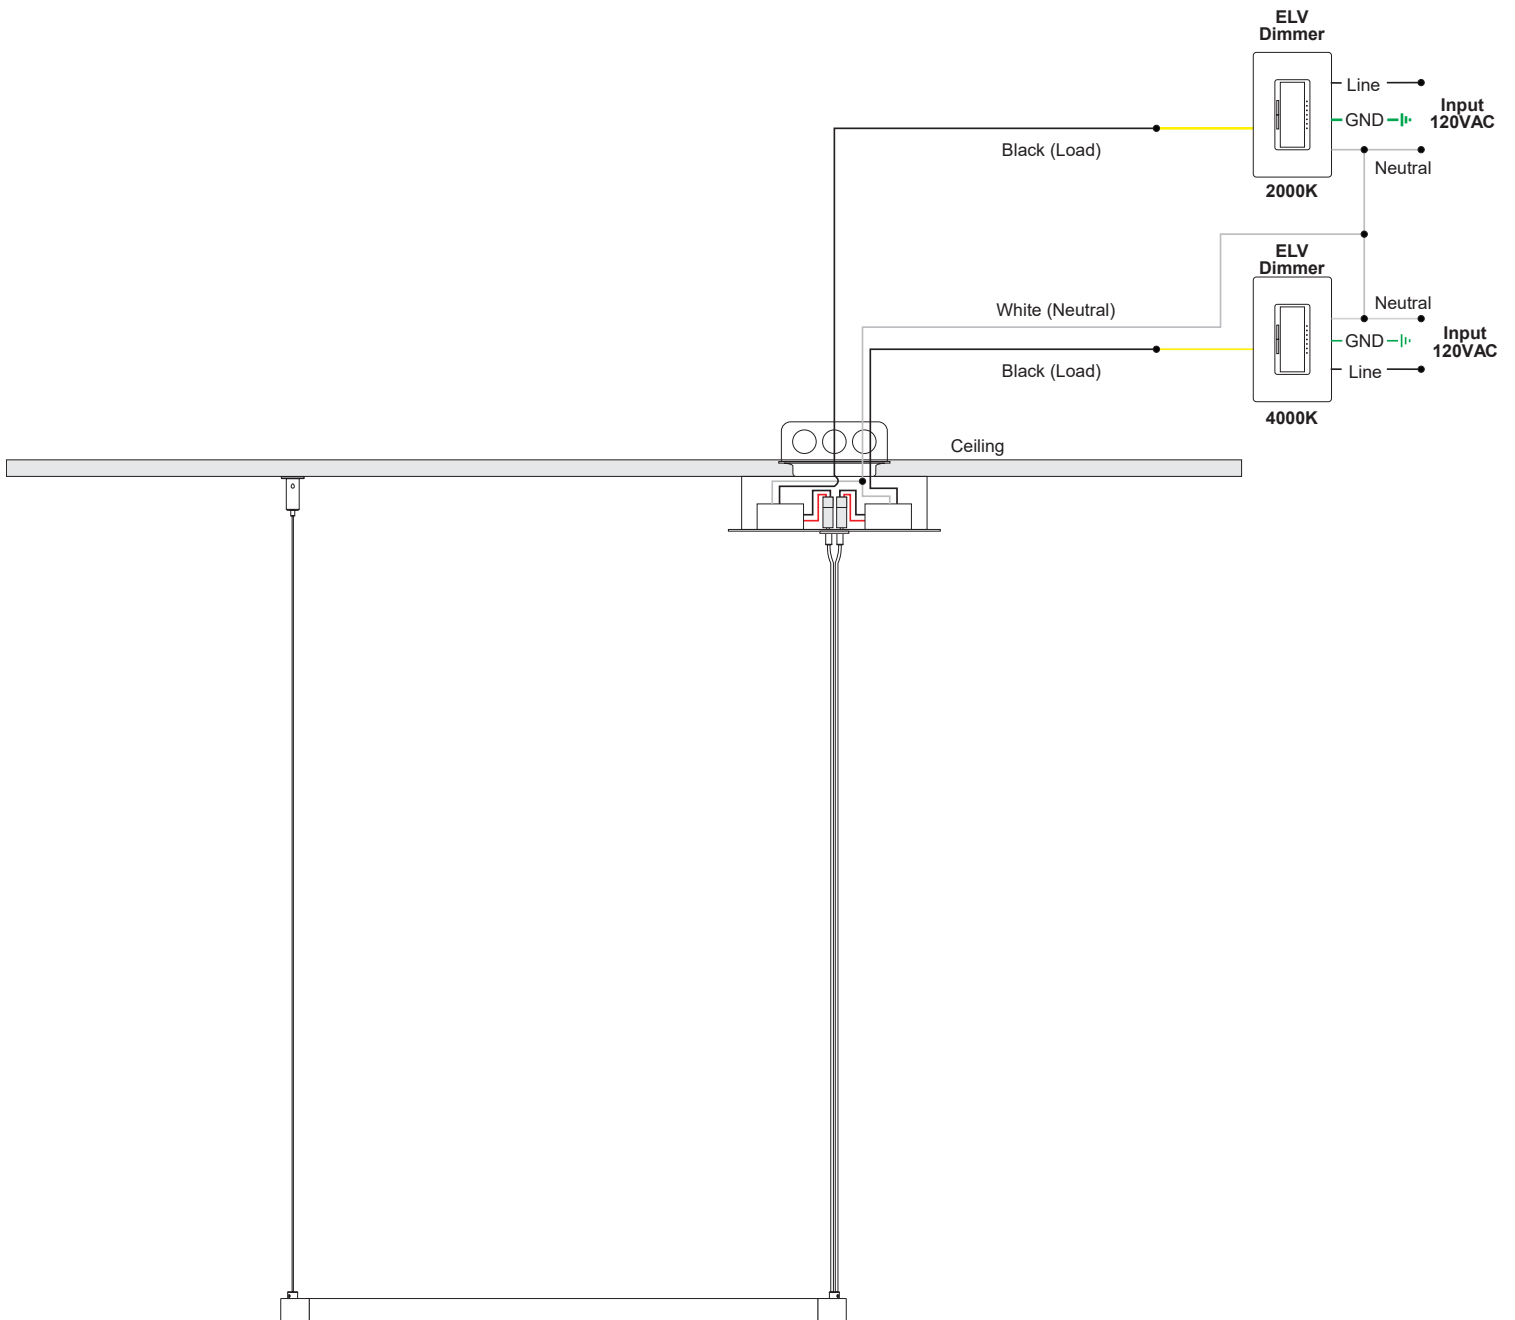 ELV
Dimmer
Line
Input
120VAC
GND
Black (Load)
Neutral
2000K
ELV
Dimmer
White (Neutral)
Neutral
Input
120VAC
GND
Black (Load)
Line
4000K
Ceiling